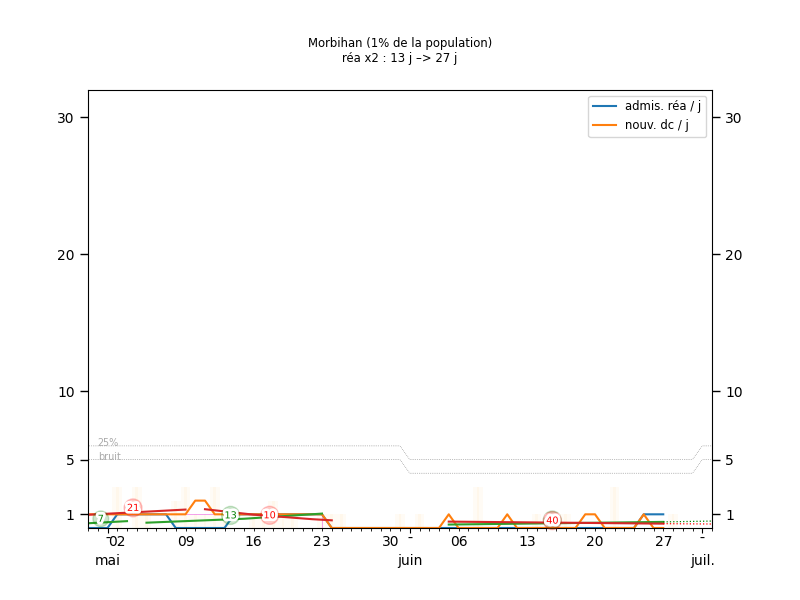 Morbihan (1% de la population)
réa x2 : 13 j –> 27 j
admis. réa / j
nouv. dc / j
30
30
20
20
10
10
25%
bruit
5
5
21
7
13
10
40
1
1
- 02 09 16 23 30 - 06 13 20 27 -
mai juin juil.